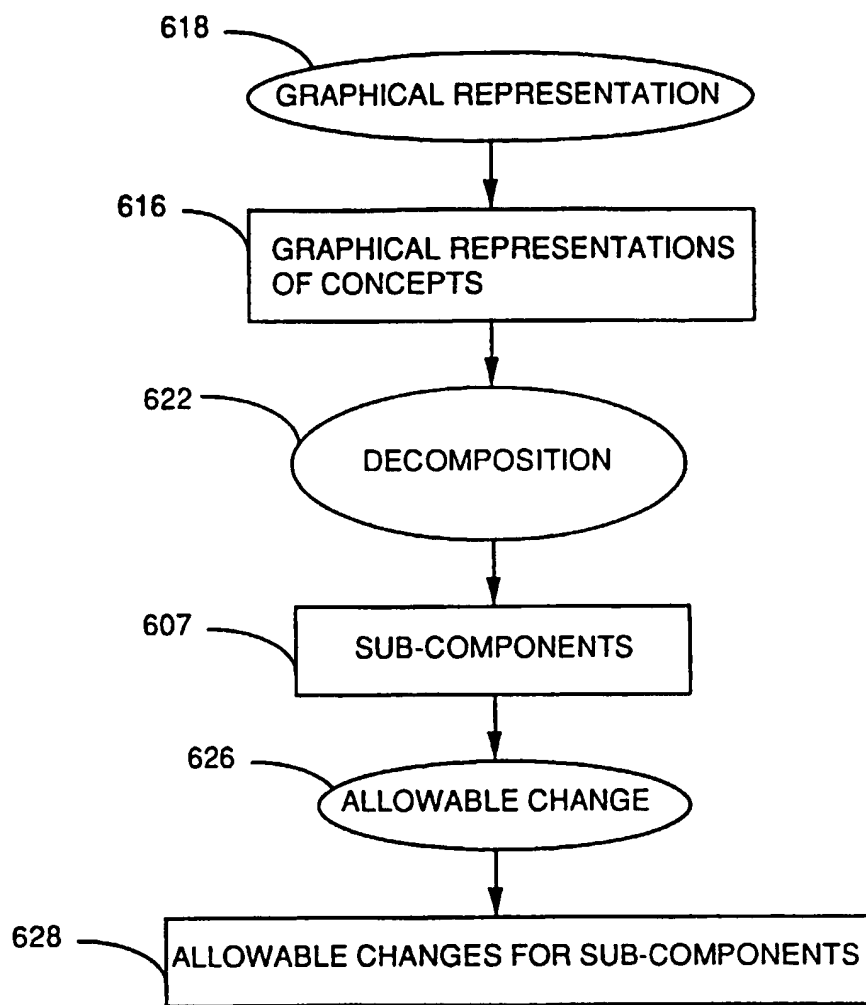 618
GRAPHICAL REPRESENTATION
616
GRAPHICAL REPRESENTATIONS
OF CONCEPTS
622
DECOMPOSITION
607
SUB-COMPONENTS
626
ALLOWABLE CHANGE
628
ALLOWABLE CHANGES FOR SUB-COMPONENTS